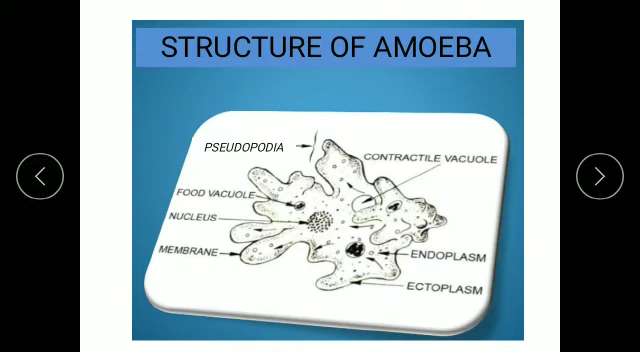 STRUCTURE OF AMOEBA
PSEUDOPODIA
CONTRACTILE VACUOLE
FOOD VACUOLE
NUCLEUS
MEMBRANE
ENDOPLASM
ECTOPLASM